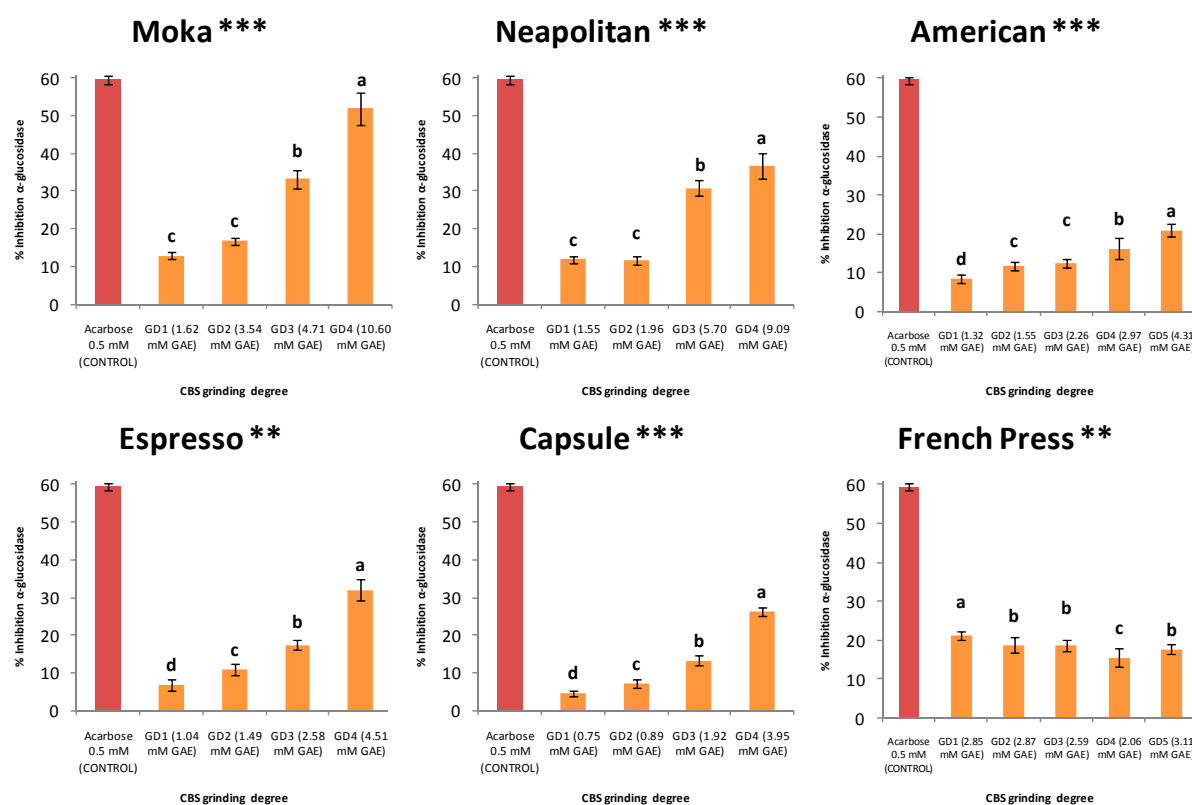 Moka *** Neapolitan *** American ***
% Inhibition α-glucosidase
60
50
40
30
20
10
0
c
c
b
a
Acarbose 0.5 mM (CONTROL)
GD1 (1.62 mM GAE)
GD2 (3.54 mM GAE)
GD3 (4.71 mM GAE)
GD4 (10.60 mM GAE)
CBS grinding degree
% Inhibition α-glucosidase
60
50
40
30
20
10
0
c
c
b
a
Acarbose 0.5 mM (CONTROL)
GD1 (1.55 mM GAE)
GD2 (1.96 mM GAE)
GD3 (5.70 mM GAE)
GD4 (9.09 mM GAE)
CBS grinding degree
% Inhibition α-glucosidase
60
50
40
30
20
10
0
d
c
c
b
a
Acarbose 0.5 mM (CONTROL)
GD1 (1.32 mM GAE)
GD2 (1.55 mM GAE)
GD3 (2.26 mM GAE)
GD4 (2.97 mM GAE)
GD5 (4.31 mM GAE)
CBS grinding degree
Espresso ** Capsule *** French Press **
% Inhibition α-glucosidase
60
50
40
30
20
10
0
d
c
b
a
Acarbose 0.5 mM (CONTROL)
GD1 (1.04 mM GAE)
GD2 (1.49 mM GAE)
GD3 (2.58 mM GAE)
GD4 (4.51 mM GAE)
CBS grinding degree
% Inhibition α-glucosidase
60
50
40
30
20
10
0
d
c
b
a
Acarbose 0.5 mM (CONTROL)
GD1 (0.75 mM GAE)
GD2 (0.89 mM GAE)
GD3 (1.92 mM GAE)
GD4 (3.95 mM GAE)
CBS grinding degree
% Inhibition α-glucosidase
60
50
40
30
20
10
0
a
b
b
c
b
Acarbose 0.5 mM (CONTROL)
GD1 (2.85 mM GAE)
GD2 (2.87 mM GAE)
GD3 (2.59 mM GAE)
GD4 (2.06 mM GAE)
GD5 (3.11 mM GAE)
CBS grinding degree